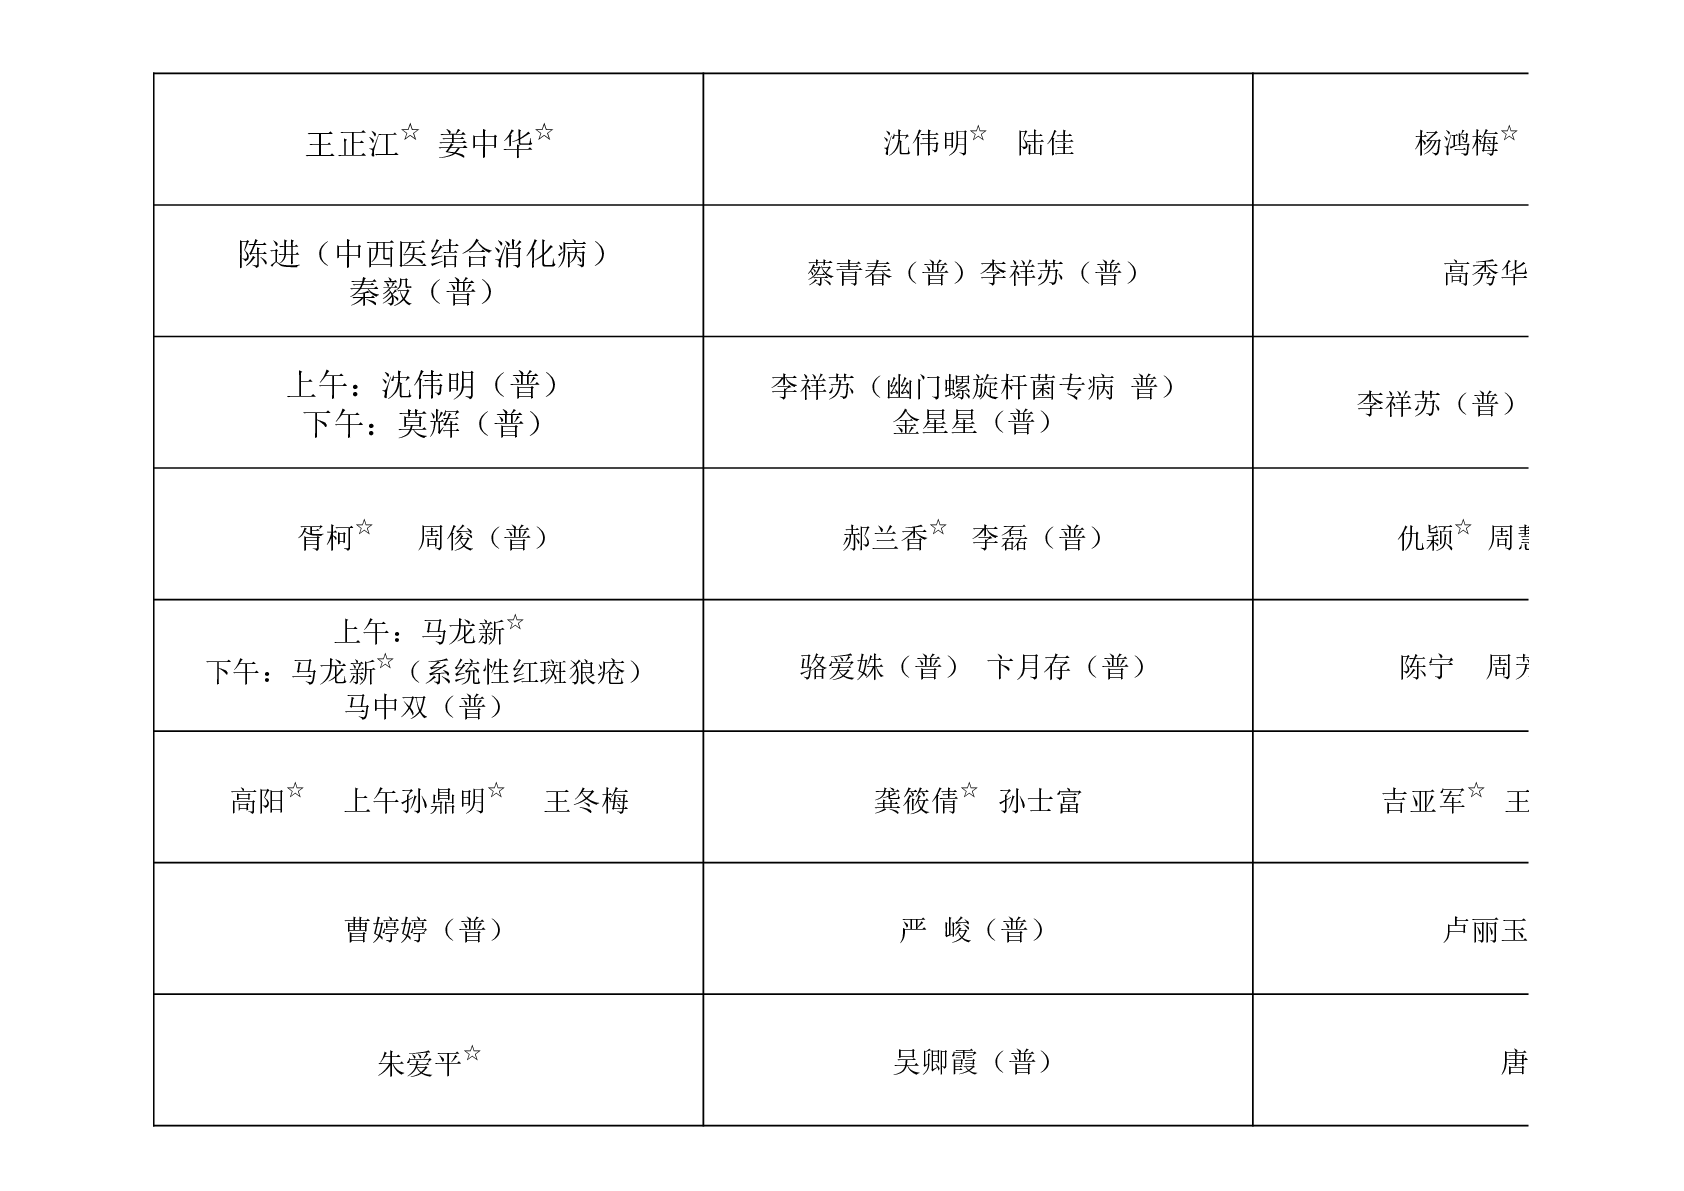 王正江☆ 姜中华☆
沈伟明☆ 陆佳
杨鸿梅☆
陈进（中西医结合消化病）
秦毅（普）
蔡青春（普）李祥苏（普）
高秀华
上午：沈伟明（普）
下午：莫辉（普）
李祥苏（幽门螺旋杆菌专病 普）
金星星（普）
李祥苏（普）
胥柯☆ 周俊（普）
郝兰香☆ 李磊（普）
仇颖☆ 周
上午：马龙新☆
下午：马龙新☆（系统性红斑狼疮）
马中双（普）
骆爱姝（普） 卞月存（普）
陈宁 周
高阳☆ 上午孙鼎明☆ 王冬梅
龚筱倩☆ 孙士富
吉亚军☆ 王
曹婷婷（普）
严 峻（普）
卢丽玉
朱爱平☆
吴卿霞（普）
唐